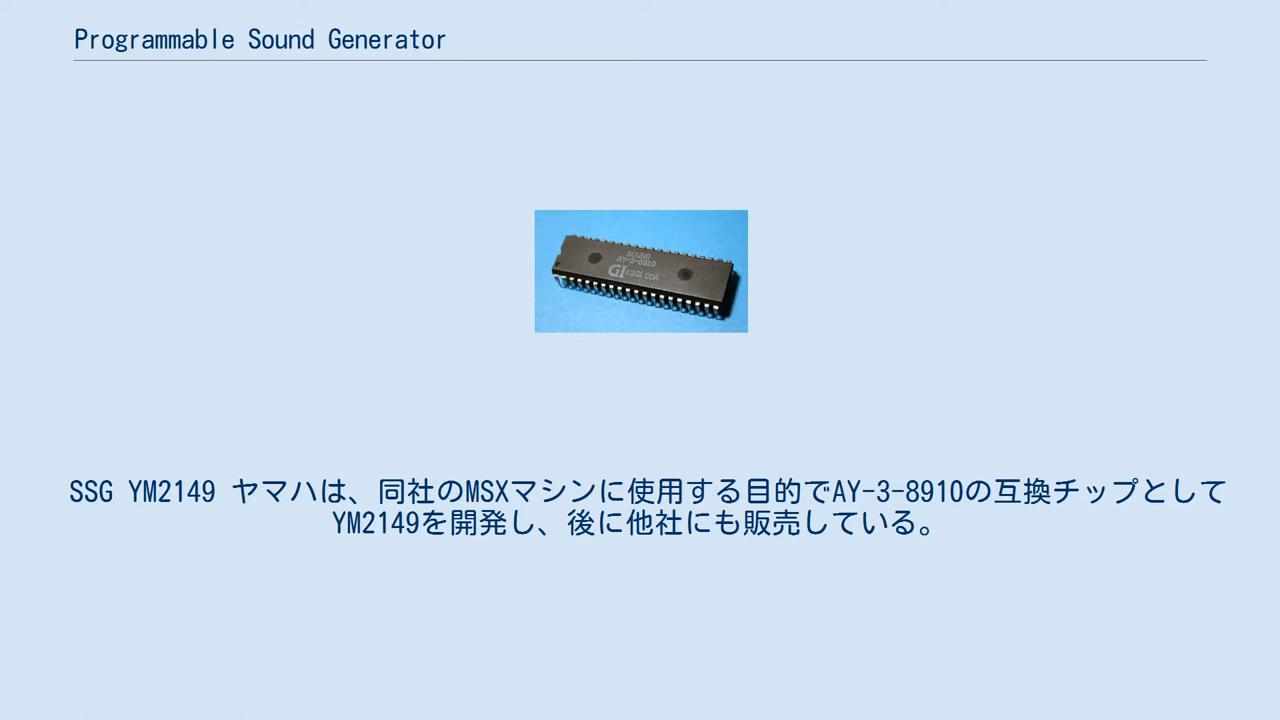 Programmable Sound Generator
SOUND
AY-3-8910
GI 8301 CDA
SSG YM2149 ヤマハは、同社のMSXマシンに使用する目的でAY-3-8910の互換チップとして
YM2149を開発し、後に他社にも販売している。